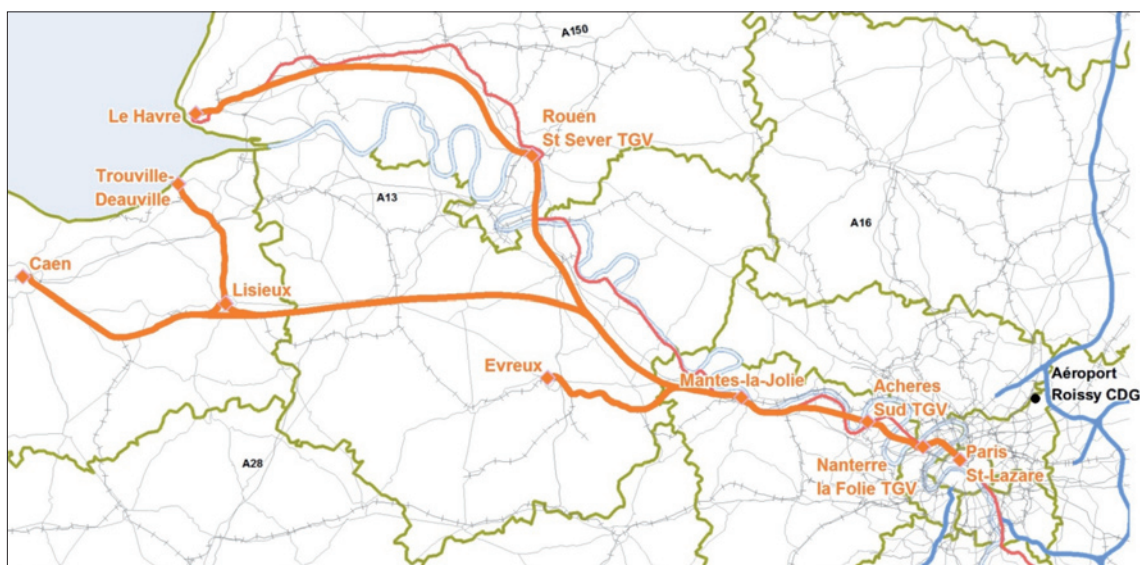 A150
Le Havre
Rouen
St Sever TGV
Trouville-
Deauville
A13
A16
Caen
Lisieux
Evreux
Mantes-la-Jolie
Acheres
Sud TGV
Aéroport
Roissy CDG
A28
Nanterre
la Folie TGV
Paris
St-Lazare